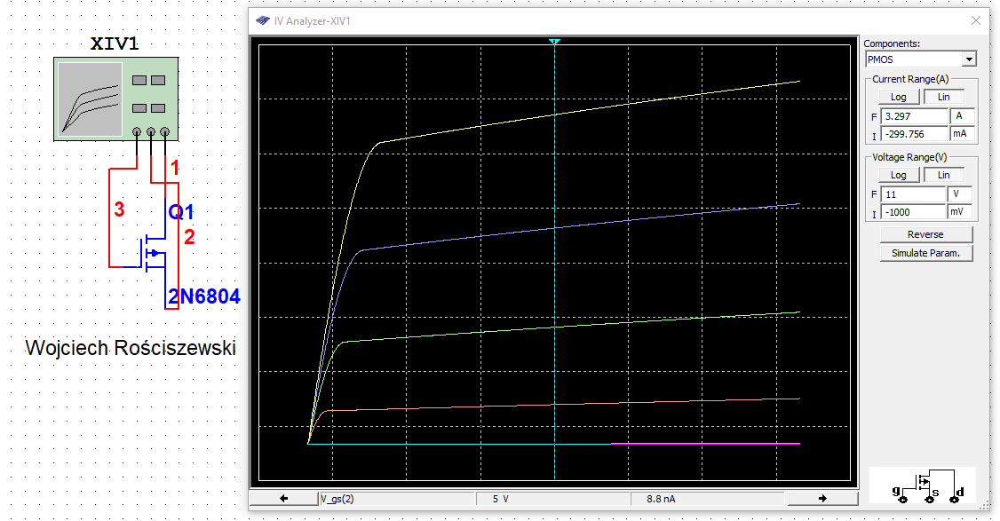 XIV1
1
3
Q1
2
2N6804
Wojciech Rościszewski
IV Analyzer-XIV1
Components:
PMOS
Current Range(A)
Log Lin
F 3.297 A
I -299.756 mA
Voltage Range(V)
Log Lin
F 11 V
I -1000 mV
Reverse
Simulate Param.
g s d
V_gs(2) 5 V 8.8 nA